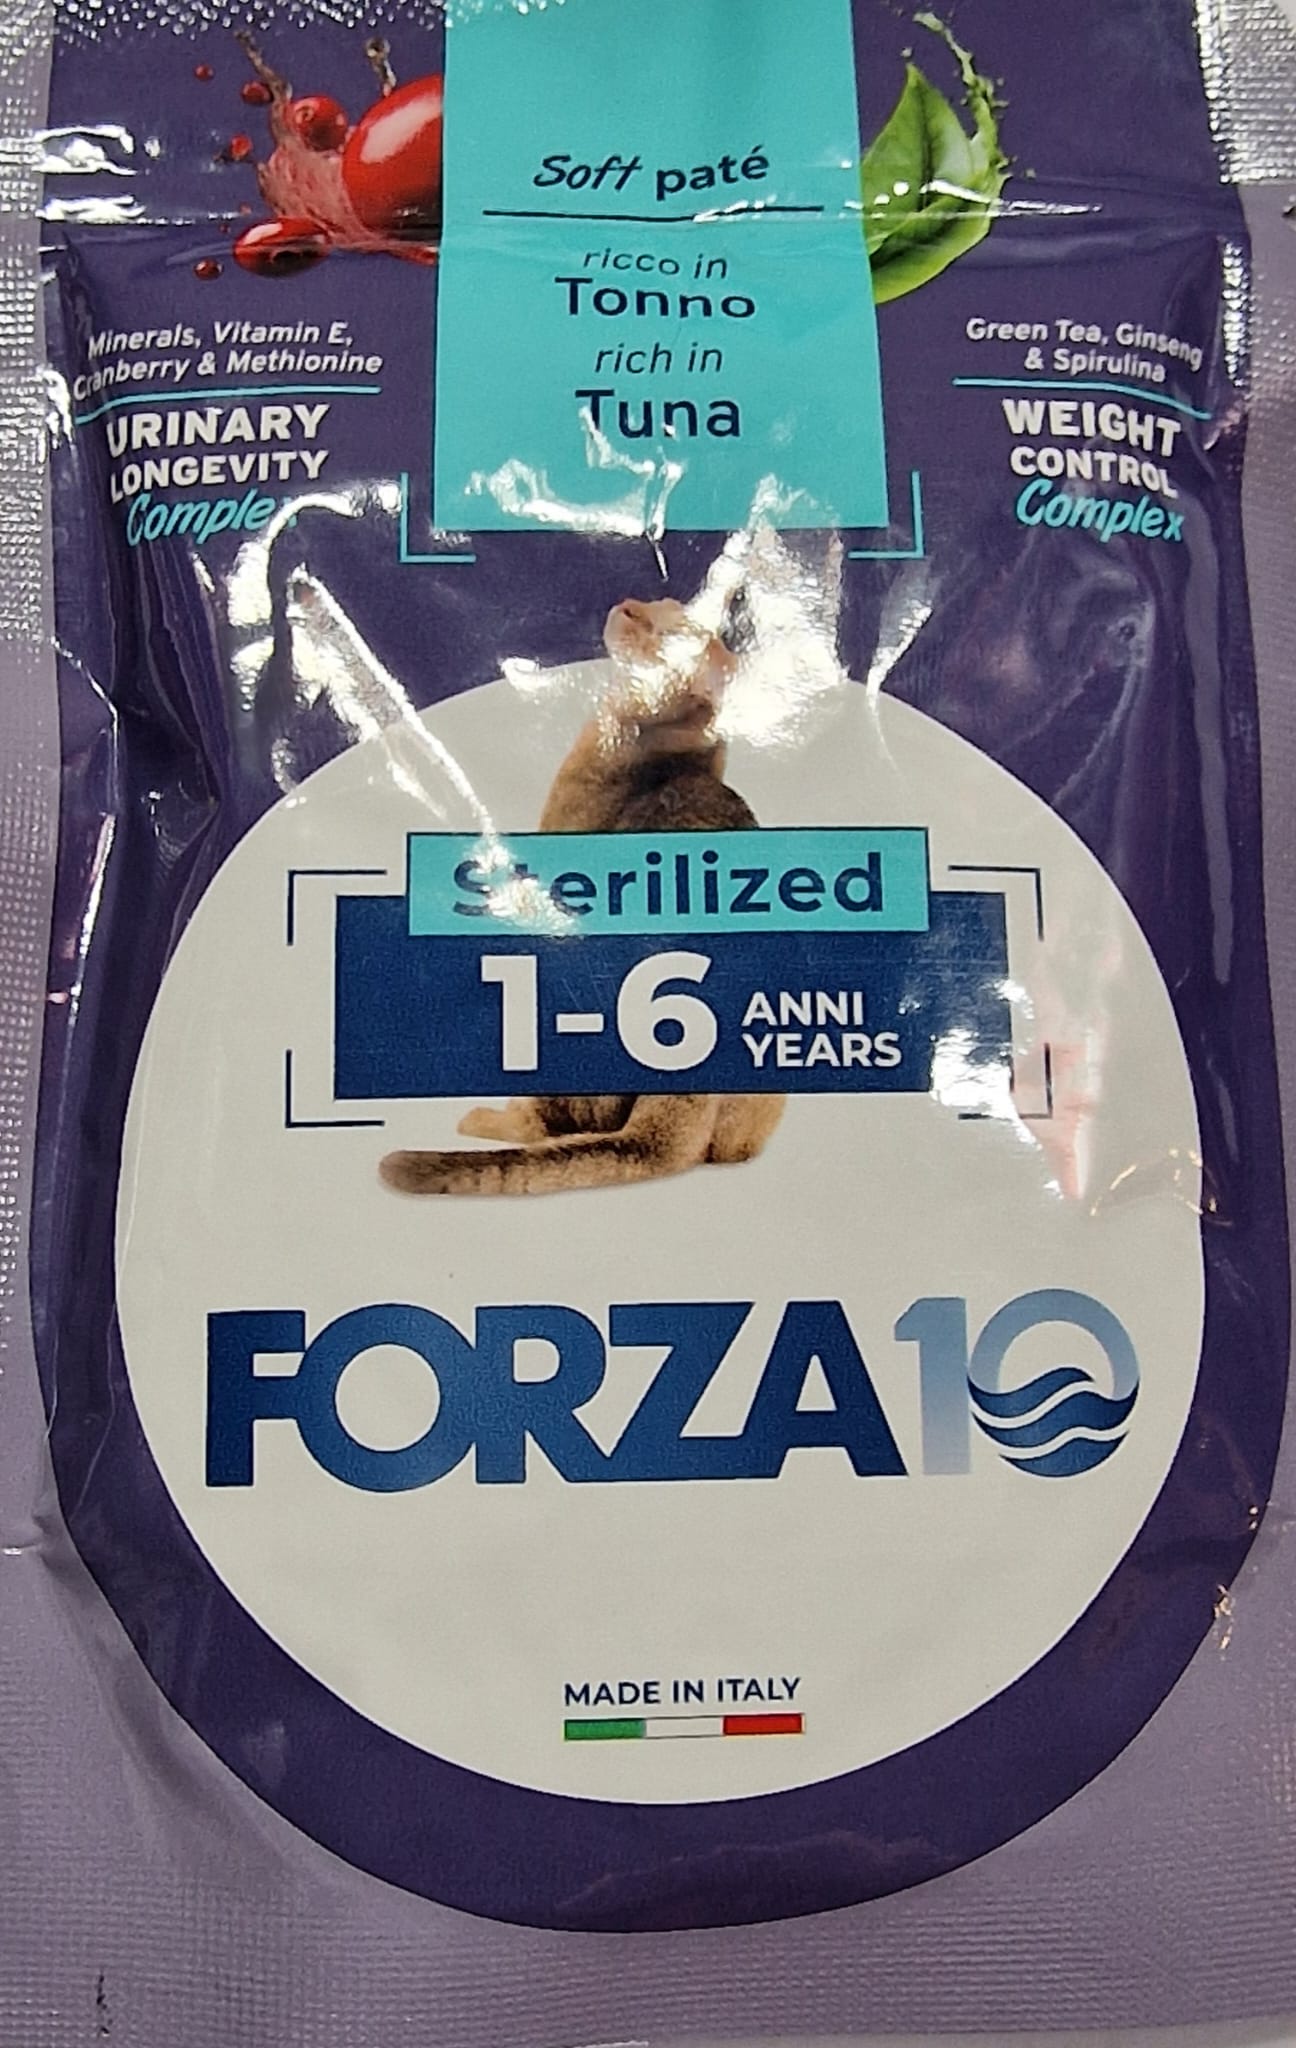 Soft paté
ricco in
Tonno
rich in
Tuna
Minerals, Vitamin E,
Cranberry & Methionine
URINARY
LONGEVITY
Complex
Green Tea, Ginseng
& Spirulina
WEIGHT
CONTROL
Complex
Sterilized
1-6 ANNI
YEARS
FORZA10
MADE IN ITALY